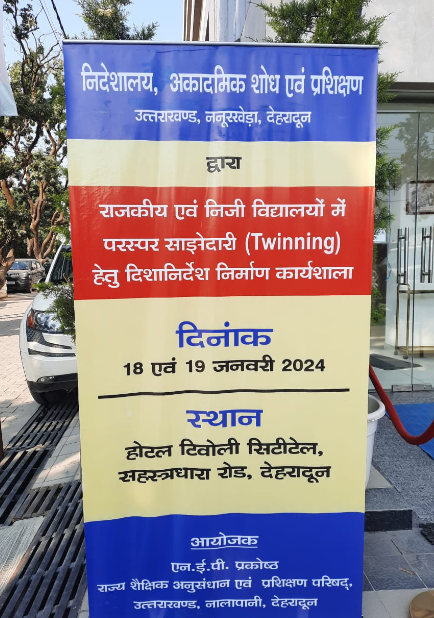 निदेशालय, अकादमिक शोध एवं प्रशिक्षण
उत्तराखण्ड, ननूरखेड़ा, देहरादून
द्वारा
राजकीय एवं निजी विद्यालयों में
परस्पर साझेदारी (Twinning)
हेतु दिशानिर्देश निर्माण कार्यशाला
दिनांक
18 एवं 19 जनवरी 2024
स्थान
होटल टिवोली सिटीटेल,
सहस्त्रधारा रोड, देहरादून
आयोजक
एन.ई.पी. प्रकोष्ठ
राज्य शैक्षिक अनुसंधान एवं प्रशिक्षण परिषद्,
उत्तराखण्ड, नालापानी, देहरादून